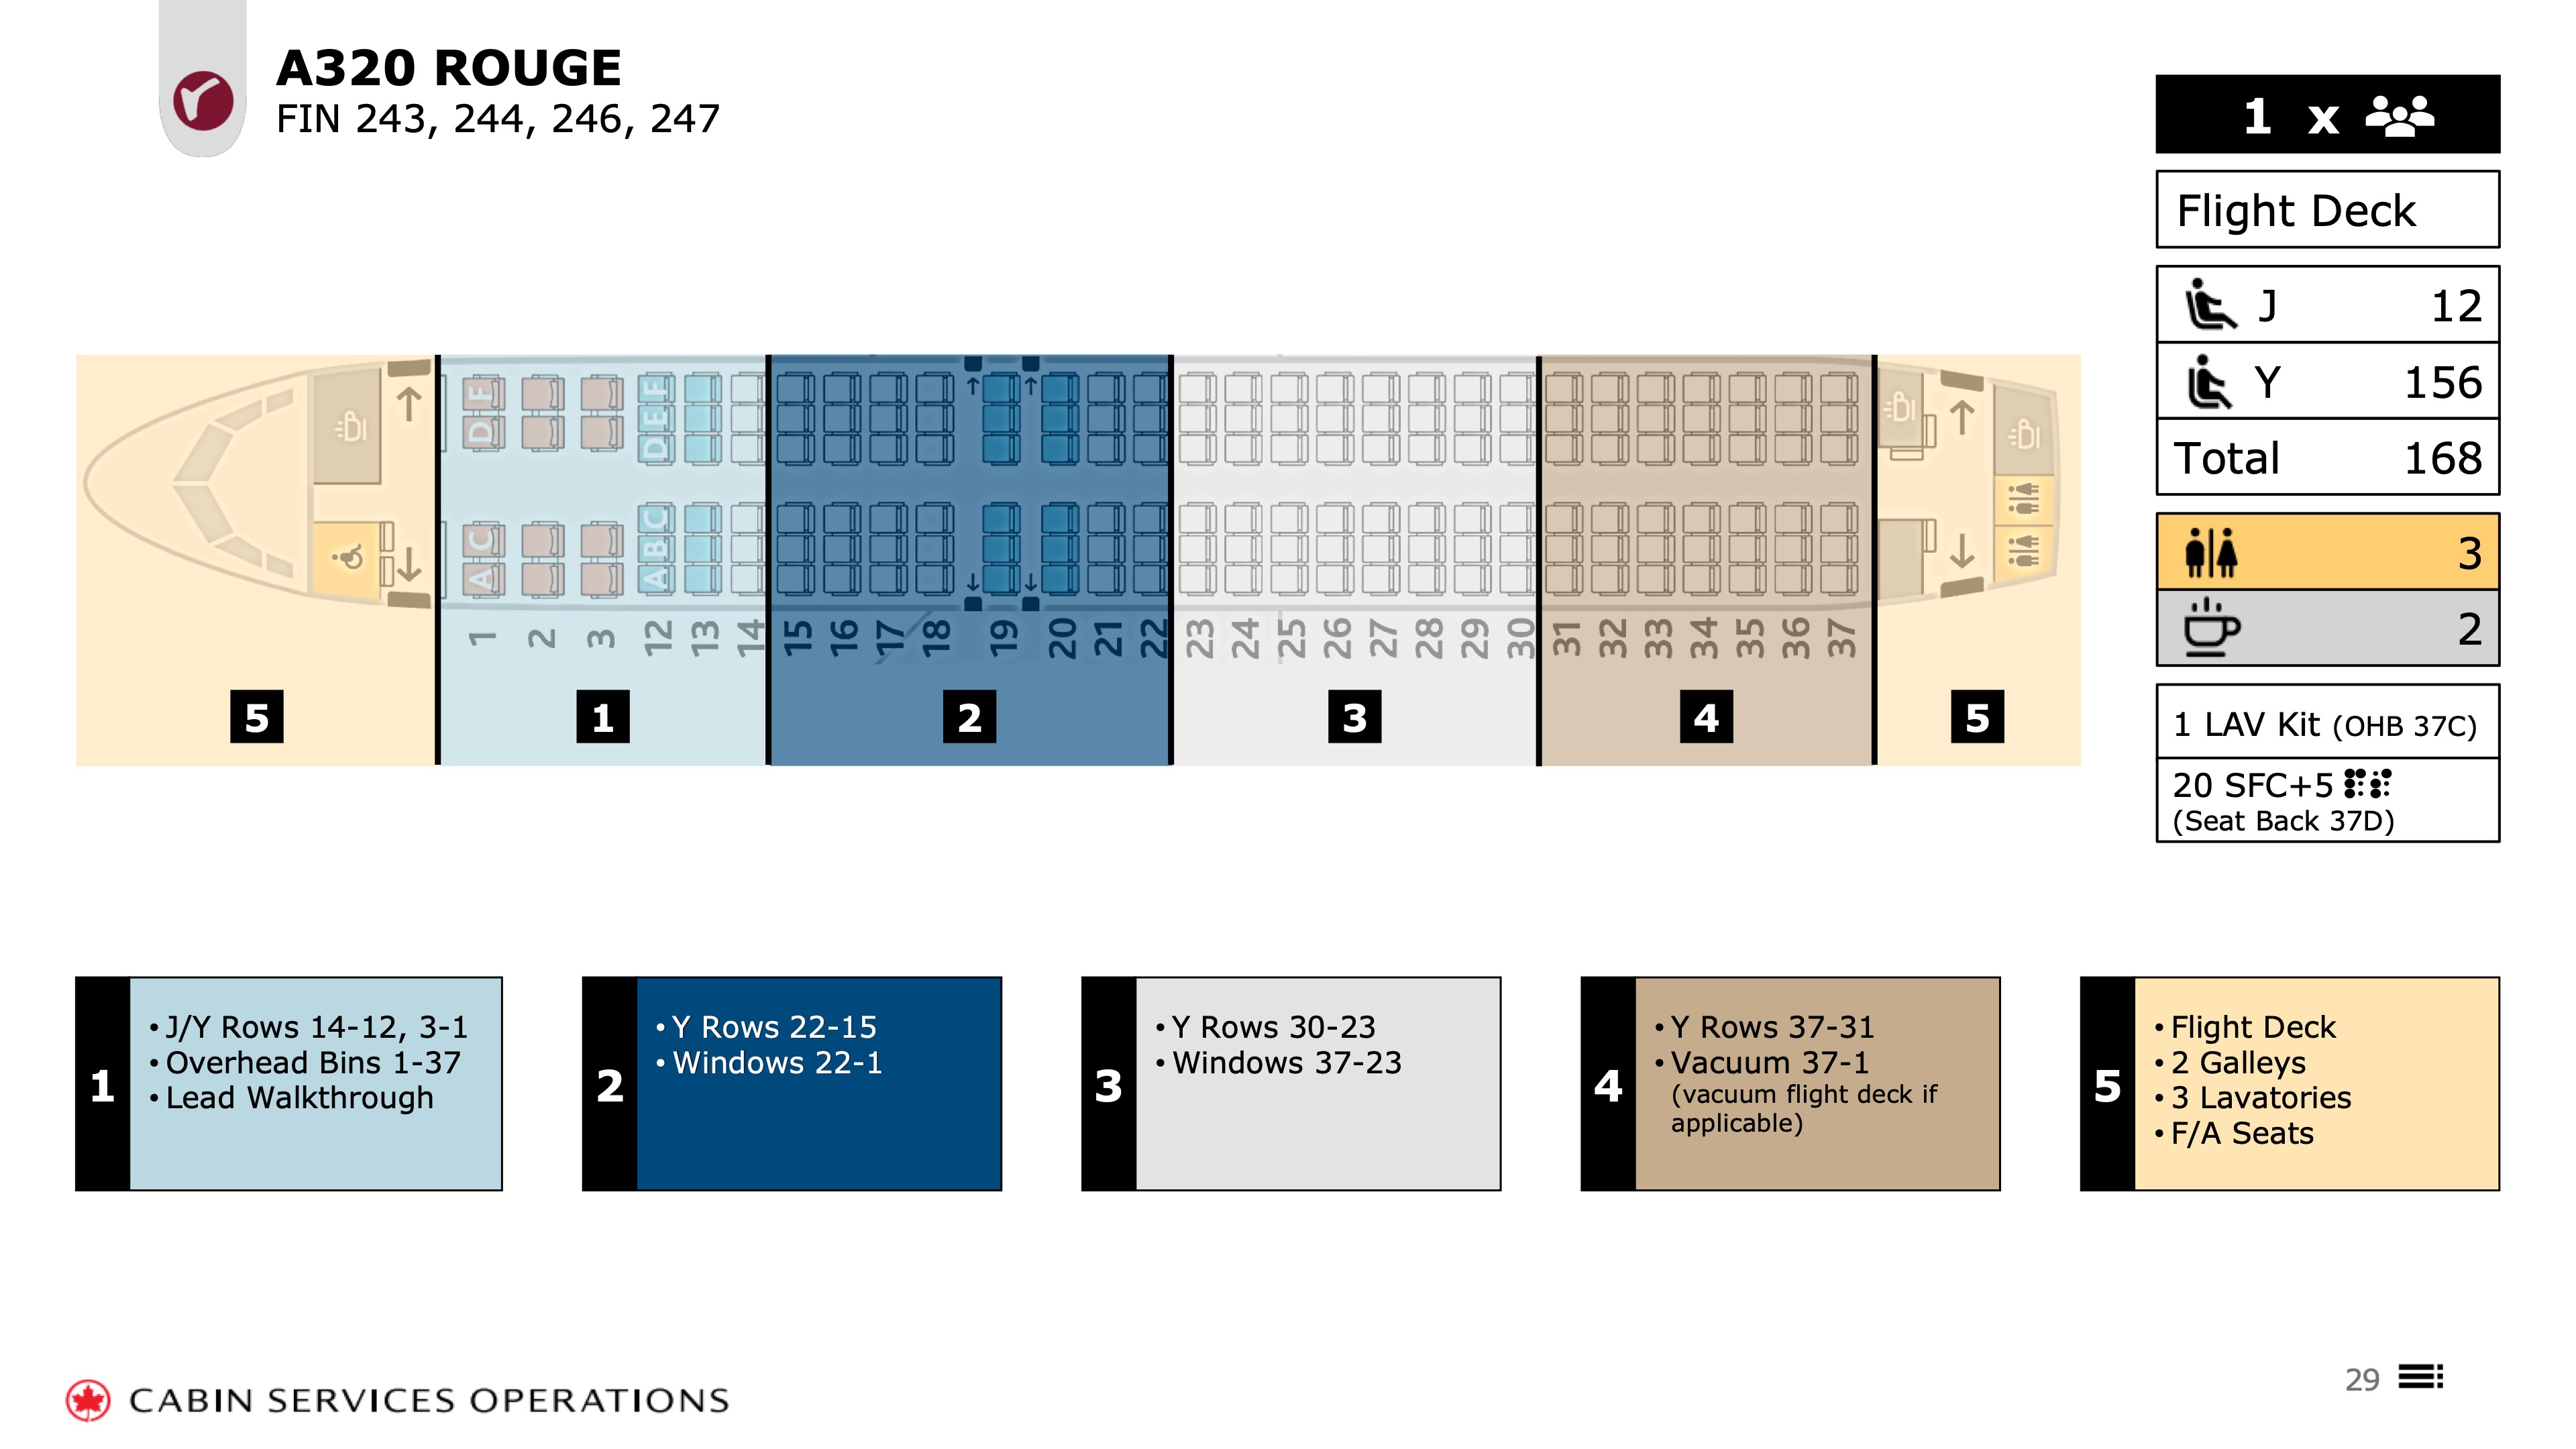 A320 ROUGE
FIN 243, 244, 246, 247
1 x
Flight Deck
J 12
Y 156
Total 168
3
2
1 LAV Kit (OHB 37C)
20 SFC+5
(Seat Back 37D)
D F
D E F
A C
A B C
1 2 3 12 13 14 15 16 17 18 19 20 21 22 23 24 25 26 27 28 29 30 31 32 33 34 35 36 37
5 1 2 3 4 5
1
• J/Y Rows 14-12, 3-1
• Overhead Bins 1-37
• Lead Walkthrough
2
• Y Rows 22-15
• Windows 22-1
3
• Y Rows 30-23
• Windows 37-23
4
• Y Rows 37-31
• Vacuum 37-1
(vacuum flight deck if
applicable)
5
• Flight Deck
• 2 Galleys
• 3 Lavatories
• F/A Seats
CABIN SERVICES OPERATIONS
29